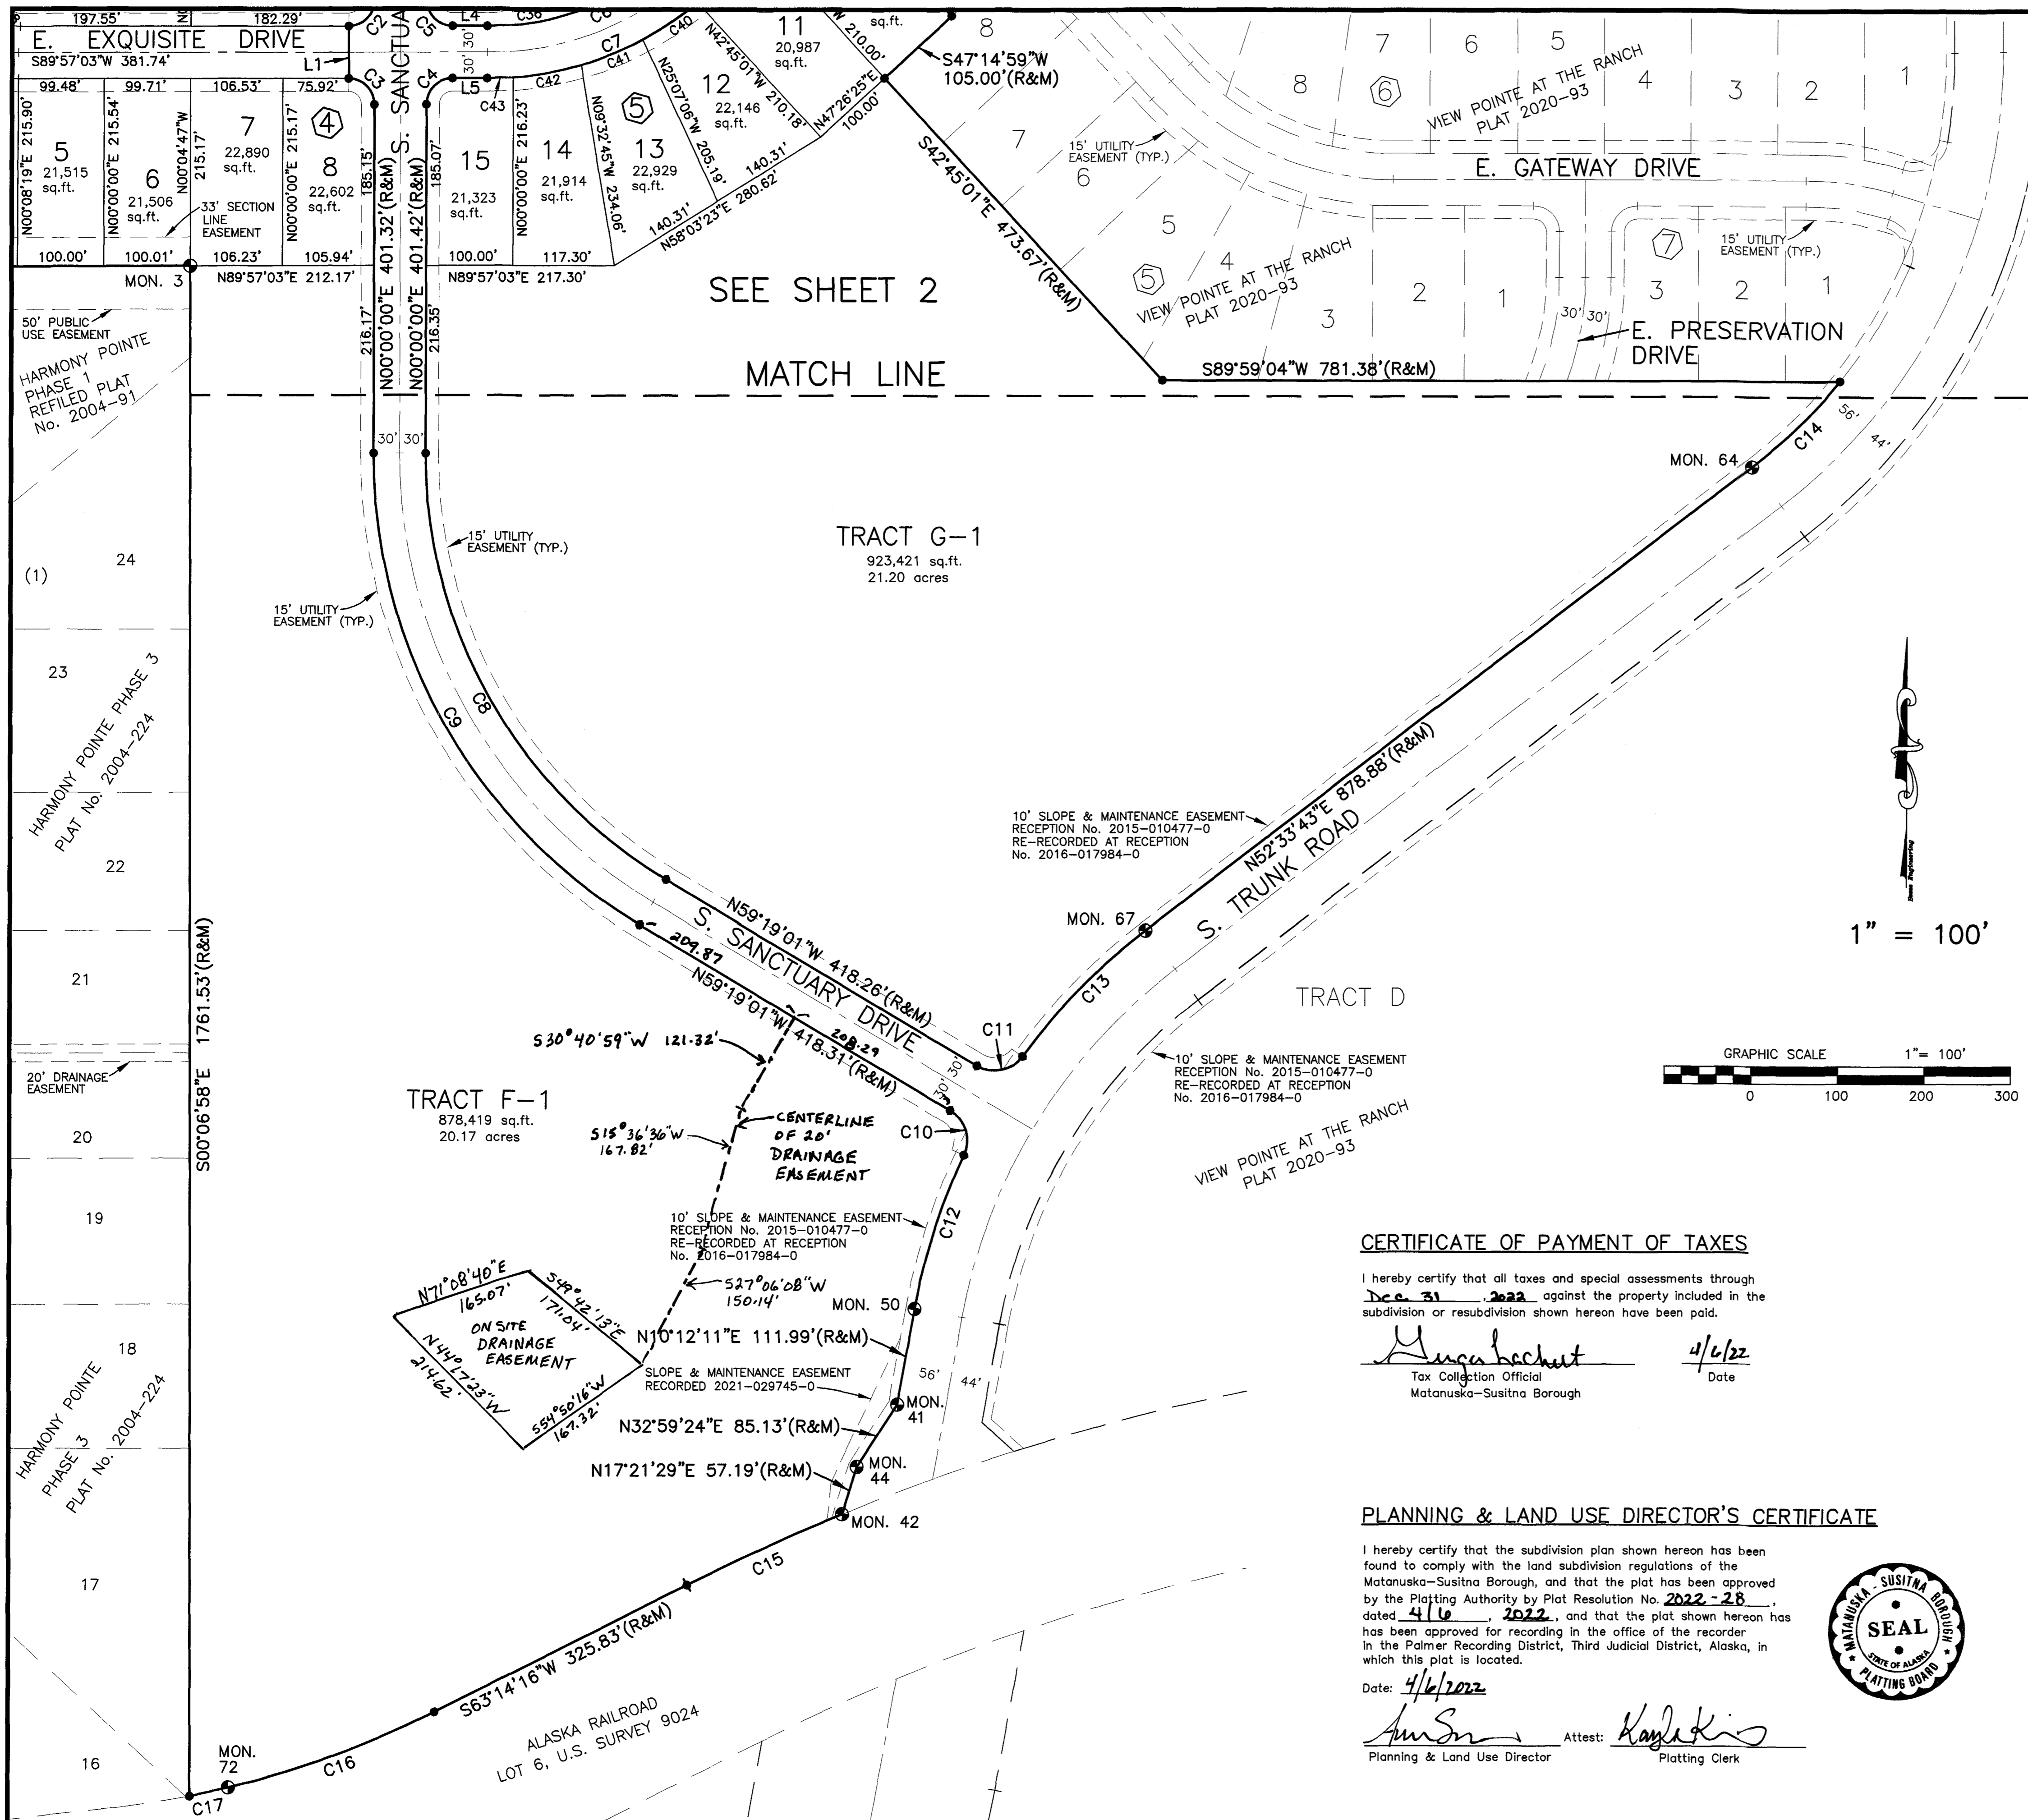 197.55'
182.29'
E. EXQUISITE DRIVE
S89°57'03"W 381.74'
L1
C2
C3
C5
C4
L4
L5
30' 30'
C36
C6
C7
C40
C41
C42
C43
S. SANCTUA
99.48'
99.71'
106.53'
75.92'
N00°08'19"E 215.90'
5
21,515
sq.ft.
N00°00'00"E 215.54'
6
21,506
sq.ft.
N00°04'47"W
215.17'
7
22,890
sq.ft.
N00°00'00"E 215.17'
4
8
22,602
sq.ft.
185.15'
185.07'
33' SECTION
LINE
EASEMENT
15
21,323
sq.ft.
N00°00'00"E 216.23'
14
21,914
sq.ft.
N09°32'45"W 234.06'
5
13
22,929
sq.ft.
N25°07'06"W 205.19'
12
22,146
sq.ft.
N42°45'01"W 210.18'
11
20,987
sq.ft.
W 210.00'
sq.ft.
N47°26'25"E
100.00'
S47°14'59"W
105.00'(R&M)
140.31'
140.31'
N58°03'23"E 280.62'
100.00'
100.01'
106.23'
105.94'
100.00'
117.30'
MON. 3
N89°57'03"E 212.17'
N89°57'03"E 217.30'
N00°00'00"E 401.32'(R&M)
N00°00'00"E 401.42'(R&M)
216.17'
216.35'
30' 30'
50' PUBLIC
USE EASEMENT
HARMONY POINTE
PHASE 1
REFILED PLAT
No. 2004-91
SEE SHEET 2
MATCH LINE
S42°45'01"E 473.67'(R&M)
8
7
6
5
4
3
2
1
5
VIEW POINTE AT THE RANCH
PLAT 2020-93
15' UTILITY
EASEMENT (TYP.)
8
7
6
5
4
3
2
1
6
VIEW POINTE AT THE RANCH
PLAT 2020-93
E. GATEWAY DRIVE
7
3
2
1
15' UTILITY
EASEMENT (TYP.)
30' 30'
E. PRESERVATION
DRIVE
S89°59'04"W 781.38'(R&M)
56'
44'
C14
MON. 64
TRACT G-1
923,421 sq.ft.
21.20 acres
15' UTILITY
EASEMENT (TYP.)
15' UTILITY
EASEMENT (TYP.)
24
(1)
23
HARMONY POINTE PHASE 3
PLAT No. 2004-224
22
21
C8
C9
10' SLOPE & MAINTENANCE EASEMENT
RECEPTION No. 2015-010477-0
RE-RECORDED AT RECEPTION
No. 2016-017984-0
N52°33'43"E 878.88'(R&M)
S. TRUNK ROAD
MON. 67
C13
1" = 100'
N59°19'01"W 418.26'(R&M)
S. SANCTUARY DRIVE
209.87
N59°19'01"W 418.31'(R&M)
208.29
S30°40'59"W 121.32'
30' 30'
C11
C10
TRACT D
10' SLOPE & MAINTENANCE EASEMENT
RECEPTION No. 2015-010477-0
RE-RECORDED AT RECEPTION
No. 2016-017984-0
VIEW POINTE AT THE RANCH
PLAT 2020-93
GRAPHIC SCALE 1"= 100'
0 100 200 300
S00°06'58"E 1761.53'(R&M)
20' DRAINAGE
EASEMENT
20
19
TRACT F-1
878,419 sq.ft.
20.17 acres
S15°36'36"W
167.82'
CENTERLINE
OF 20'
DRAINAGE
EASEMENT
C12
10' SLOPE & MAINTENANCE EASEMENT
RECEPTION No. 2015-010477-0
RE-RECORDED AT RECEPTION
No. 2016-017984-0
S27°06'08"W
150.14'
N71°08'40"E
165.07'
S49°42'13"E
171.04'
ON SITE
DRAINAGE
EASEMENT
N44°17'23"W
214.62'
S54°50'16"W
167.32'
MON. 50
N10°12'11"E 111.99'(R&M)
SLOPE & MAINTENANCE EASEMENT
RECORDED 2021-029745-0
56'
44'
MON.
41
N32°59'24"E 85.13'(R&M)
MON.
44
N17°21'29"E 57.19'(R&M)
MON. 42
C15
18
HARMONY POINTE
PHASE 3
PLAT No. 2004-224
17
16
S63°14'16"W 325.83'(R&M)
C16
MON.
72
C17
ALASKA RAILROAD
LOT 6, U.S. SURVEY 9024
CERTIFICATE OF PAYMENT OF TAXES
I hereby certify that all taxes and special assessments through
Dec. 31, 2022 against the property included in the
subdivision or resubdivision shown hereon have been paid.
4/6/22
Tax Collection Official Date
Matanuska-Susitna Borough
PLANNING & LAND USE DIRECTOR'S CERTIFICATE
I hereby certify that the subdivision plan shown hereon has been
found to comply with the land subdivision regulations of the
Matanuska-Susitna Borough, and that the plat has been approved
by the Platting Authority by Plat Resolution No. 2022-28,
dated 4/6, 2022, and that the plat shown hereon has
has been approved for recording in the office of the recorder
in the Palmer Recording District, Third Judicial District, Alaska, in
which this plat is located.
Date: 4/6/2022
Attest:
Planning & Land Use Director Platting Clerk
MATANUSKA - SUSITNA BOROUGH
SEAL
STATE OF ALASKA
PLATTING BOARD